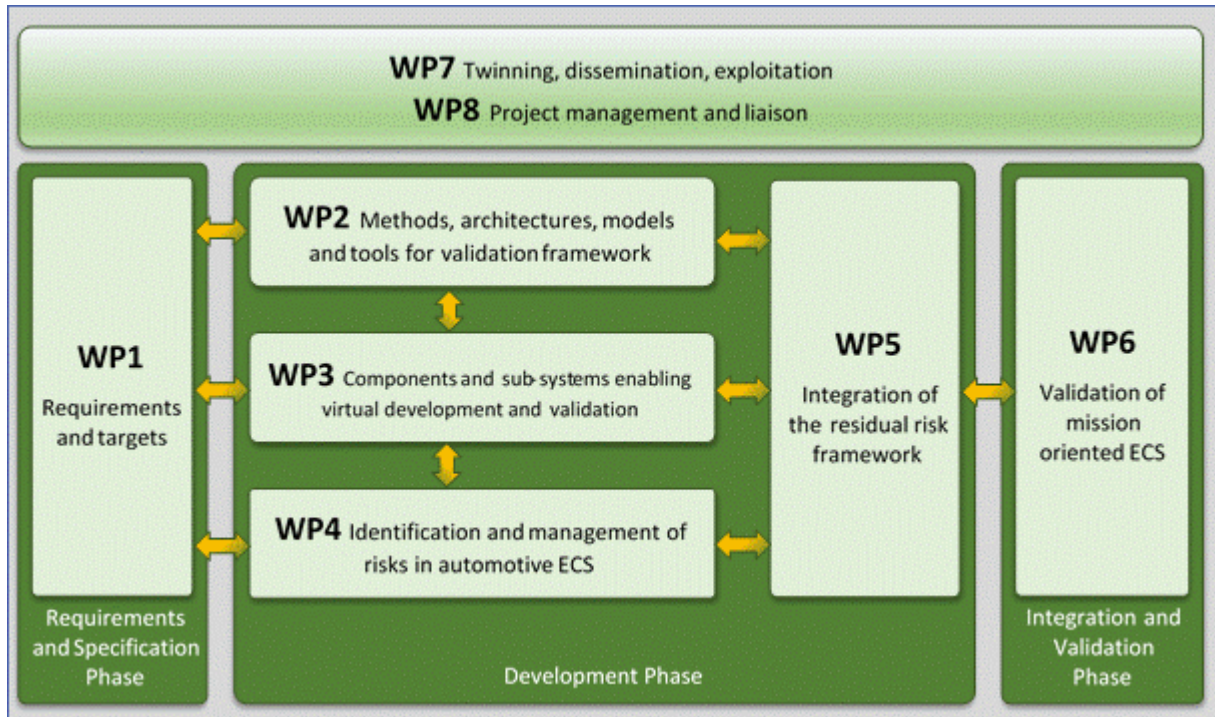 WP7 Twinning, dissemination, exploitation
WP8 Project management and liaison
WP1
Requirements
and targets
Requirements
and Specification
Phase
WP2 Methods, architectures, models
and tools for validation framework
WP3 Components and sub-systems enabling
virtual development and validation
WP4 Identification and management of
risks in automotive ECS
WP5
Integration of
the residual risk
framework
Development Phase
WP6
Validation of
mission
oriented ECS
Integration and
Validation
Phase